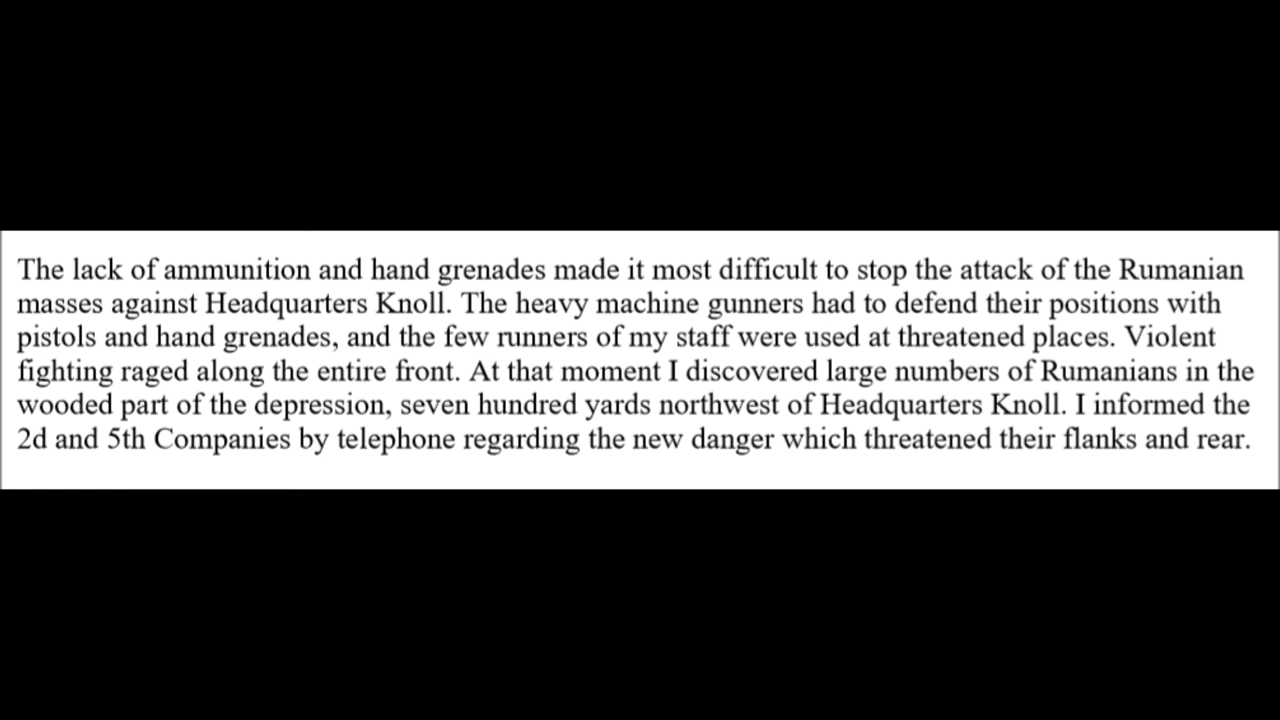 The lack of ammunition and hand grenades made it most difficult to stop the attack of the Rumanian
masses against Headquarters Knoll. The heavy machine gunners had to defend their positions with
pistols and hand grenades, and the few runners of my staff were used at threatened places. Violent
fighting raged along the entire front. At that moment I discovered large numbers of Rumanians in the
wooded part of the depression, seven hundred yards northwest of Headquarters Knoll. I informed the
2d and 5th Companies by telephone regarding the new danger which threatened their flanks and rear.